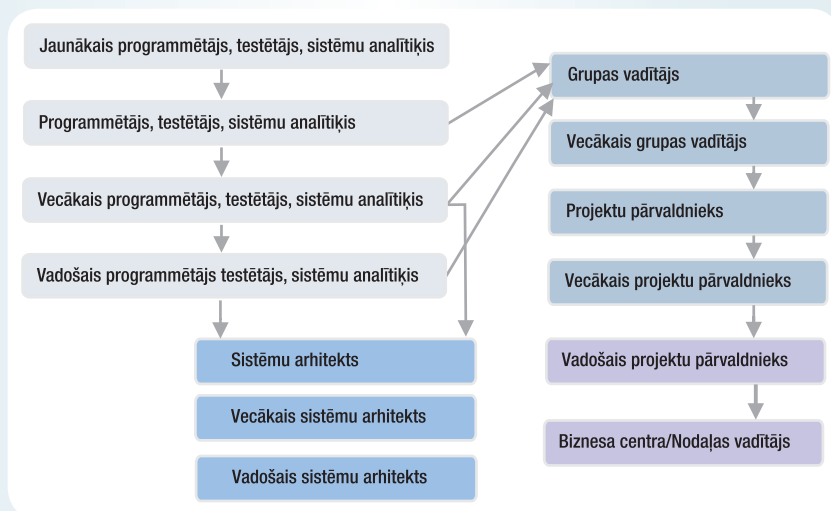 Jaunākais programmētājs, testētājs, sistēmu analītiķis
Programmētājs, testētājs, sistēmu analītiķis
Vecākais programmētājs, testētājs, sistēmu analītiķis
Vadošais programmētājs testētājs, sistēmu analītiķis
Sistēmu arhitekts
Vecākais sistēmu arhitekts
Vadošais sistēmu arhitekts
Grupas vadītājs
Vecākais grupas vadītājs
Projektu pārvaldnieks
Vecākais projektu pārvaldnieks
Vadošais projektu pārvaldnieks
Biznesa centra/Nodaļas vadītājs